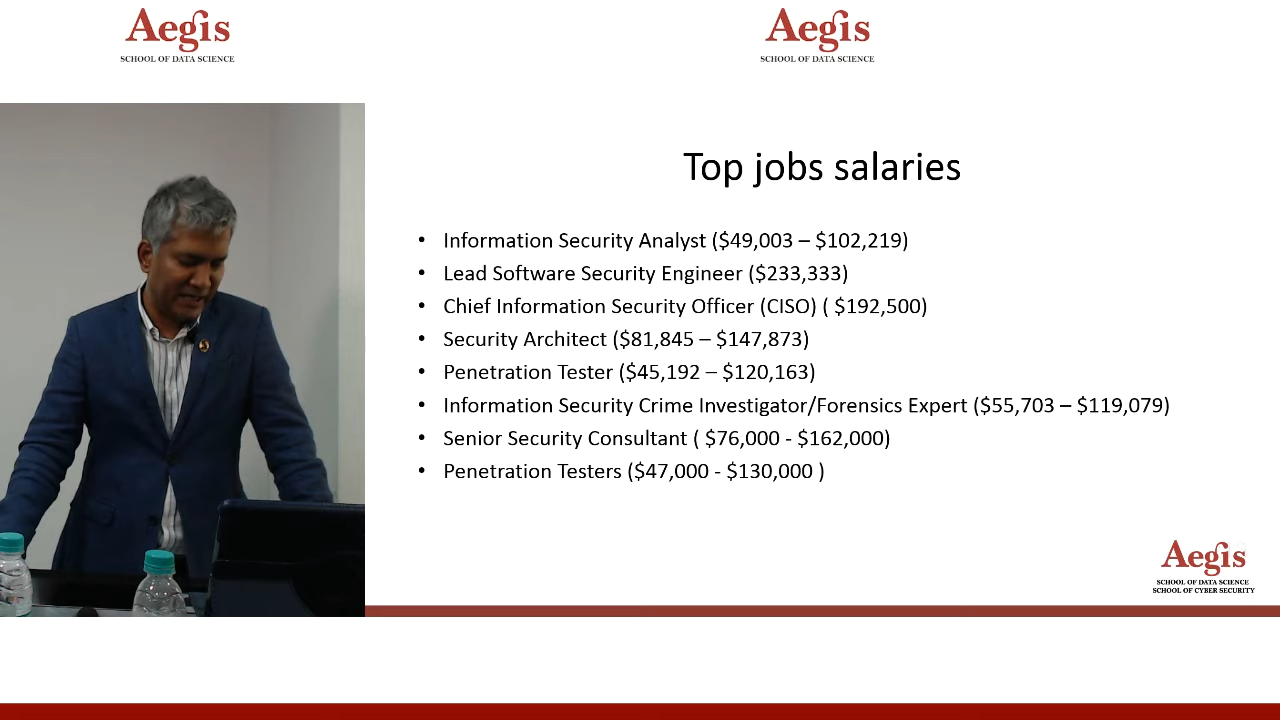 Aegis
SCHOOL OF DATA SCIENCE
Aegis
SCHOOL OF DATA SCIENCE
Top jobs salaries
• Information Security Analyst ($49,003 – $102,219)
• Lead Software Security Engineer ($233,333)
• Chief Information Security Officer (CISO) ( $192,500)
• Security Architect ($81,845 – $147,873)
• Penetration Tester ($45,192 – $120,163)
• Information Security Crime Investigator/Forensics Expert ($55,703 – $119,079)
• Senior Security Consultant ( $76,000 - $162,000)
• Penetration Testers ($47,000 - $130,000 )
Aegis
SCHOOL OF DATA SCIENCE
SCHOOL OF CYBER SECURITY